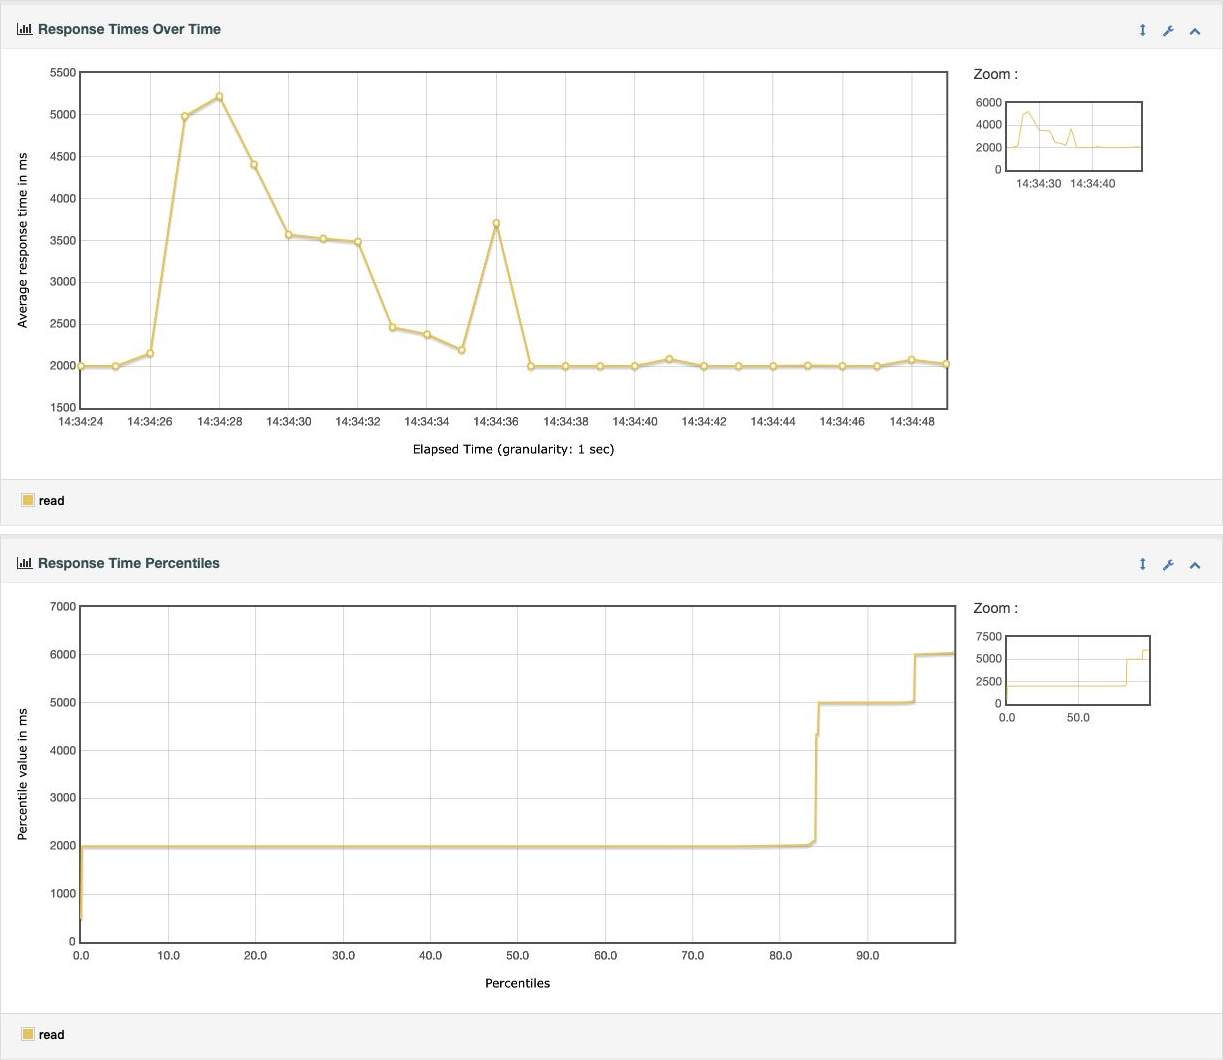 Response Times Over Time
Zoom :
5500
5000
4500
4000
3500
3000
2500
2000
1500
Average response time in ms
14:34:24 14:34:26 14:34:28 14:34:30 14:34:32 14:34:34 14:34:36 14:34:38 14:34:40 14:34:42 14:34:44 14:34:46 14:34:48
Elapsed Time (granularity: 1 sec)
6000
4000
2000
0
14:34:30 14:34:40
read
Response Time Percentiles
Zoom :
7000
6000
5000
4000
3000
2000
1000
0
Percentile value in ms
0.0 10.0 20.0 30.0 40.0 50.0 60.0 70.0 80.0 90.0
Percentiles
7500
5000
2500
0
0.0 50.0
read